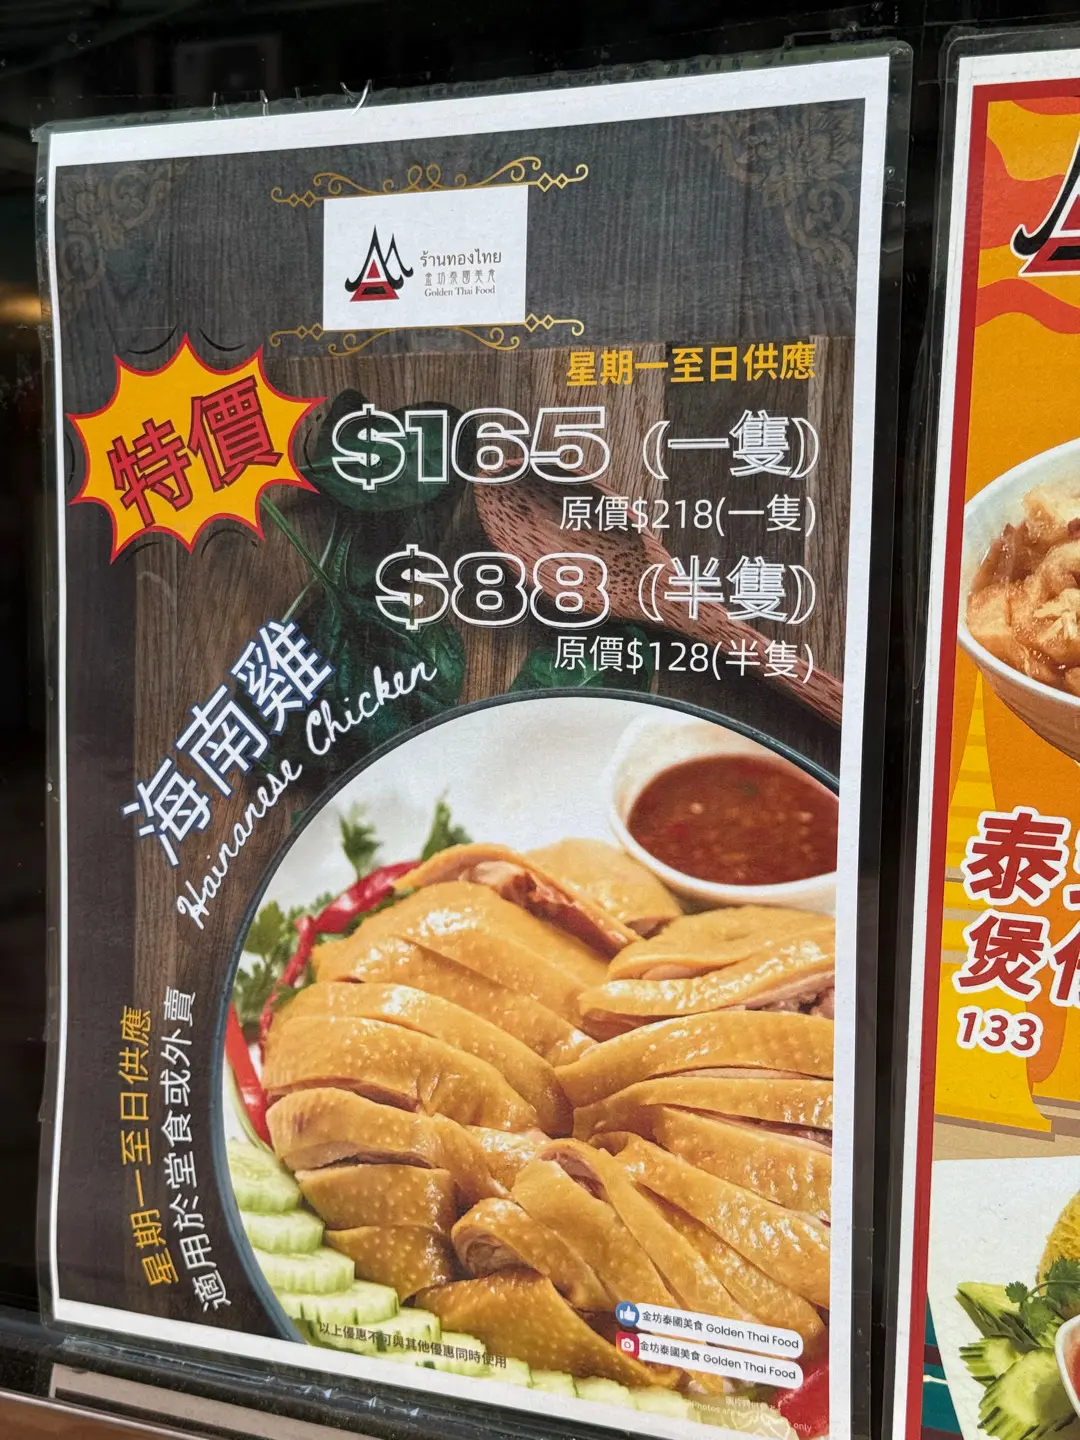 ร้านทองไทย
金坊泰國美食
Golden Thai Food
星期一至日供應
特價
$165 (一隻)
原價$218(一隻)
$88 (半隻)
原價$128(半隻)
海南雞
Hainanese Chicken
星期一至日供應
適用於堂食或外賣
以上優惠不可與其他優惠同時使用
金坊泰國美食 Golden Thai Food
金坊泰國美食 Golden Thai Food
only
泰
煲
133